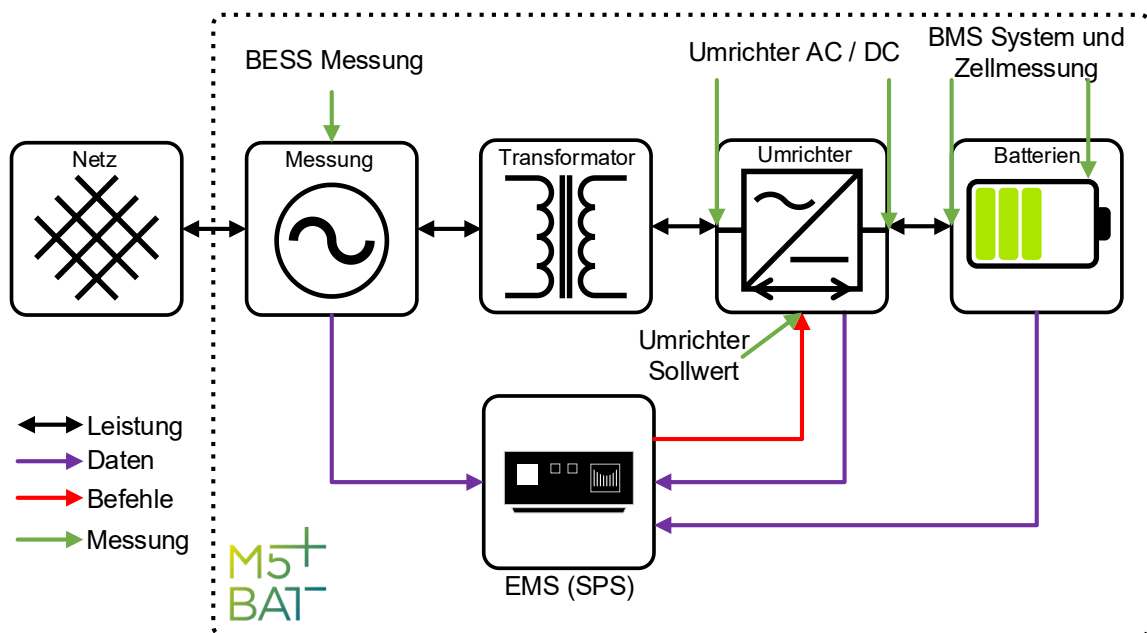 BESS Messung
Umrichter AC / DC
BMS System und
Zellmessung
Netz
Messung
Transformator
Umrichter
Batterien
Umrichter
Sollwert
Leistung
Daten
Befehle
Messung
EMS (SPS)
M5+
BAT−